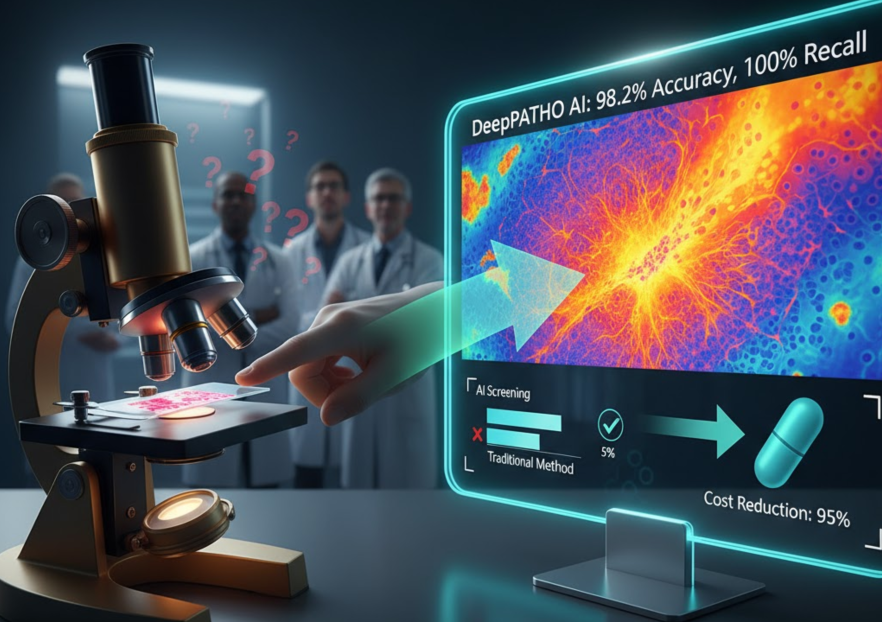 DeepPATHO AI: 98.2% Accuracy, 100% Recall
? ? ? ? ? ? ? ?
AI Screening
Traditional Method
5%
Cost Reduction: 95%